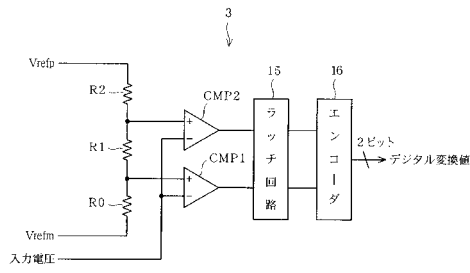 3
Vrefp
R2
CMP2
15
16
R1
CMP1
R0
ラッチ回路
エンコーダ
2ビット
デジタル変換値
Vrefm
入力電圧
+
−
+
−